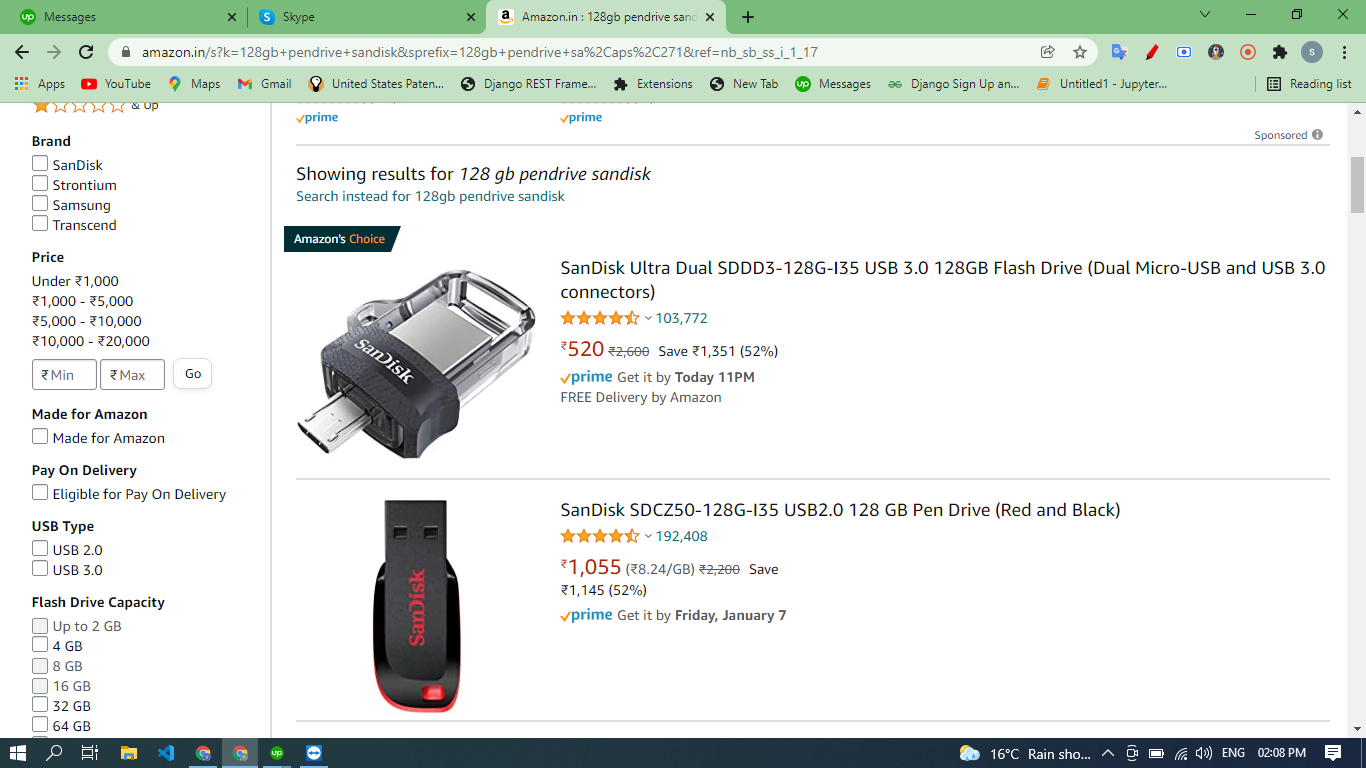 Messages
Skype
Amazon.in : 128gb pendrive sand
amazon.in/s?k=128gb+pendrive+sandisk&sprefix=128gb+pendrive+sa%2Caps%2C271&ref=nb_sb_ss_i_1_17
S
Apps YouTube Maps Gmail United States Paten... Django REST Frame... Extensions New Tab Messages Django Sign Up an... Untitled1 - Jupyter... Reading list
& Up
Brand
SanDisk
Strontium
Samsung
Transcend
Price
Under ₹1,000
₹1,000 - ₹5,000
₹5,000 - ₹10,000
₹10,000 - ₹20,000
₹ Min ₹ Max Go
Made for Amazon
Made for Amazon
Pay On Delivery
Eligible for Pay On Delivery
USB Type
USB 2.0
USB 3.0
Flash Drive Capacity
Up to 2 GB
4 GB
8 GB
16 GB
32 GB
64 GB
prime prime
Sponsored
Showing results for 128 gb pendrive sandisk
Search instead for 128gb pendrive sandisk
Amazon's Choice
SanDisk
SanDisk Ultra Dual SDDD3-128G-I35 USB 3.0 128GB Flash Drive (Dual Micro-USB and USB 3.0
connectors)
103,772
₹520 ₹2,600 Save ₹1,351 (52%)
prime Get it by Today 11PM
FREE Delivery by Amazon
SanDisk
SanDisk SDCZ50-128G-I35 USB2.0 128 GB Pen Drive (Red and Black)
192,408
₹1,055 (₹8.24/GB) ₹2,200 Save
₹1,145 (52%)
prime Get it by Friday, January 7
16°C Rain sho... ENG 02:08 PM